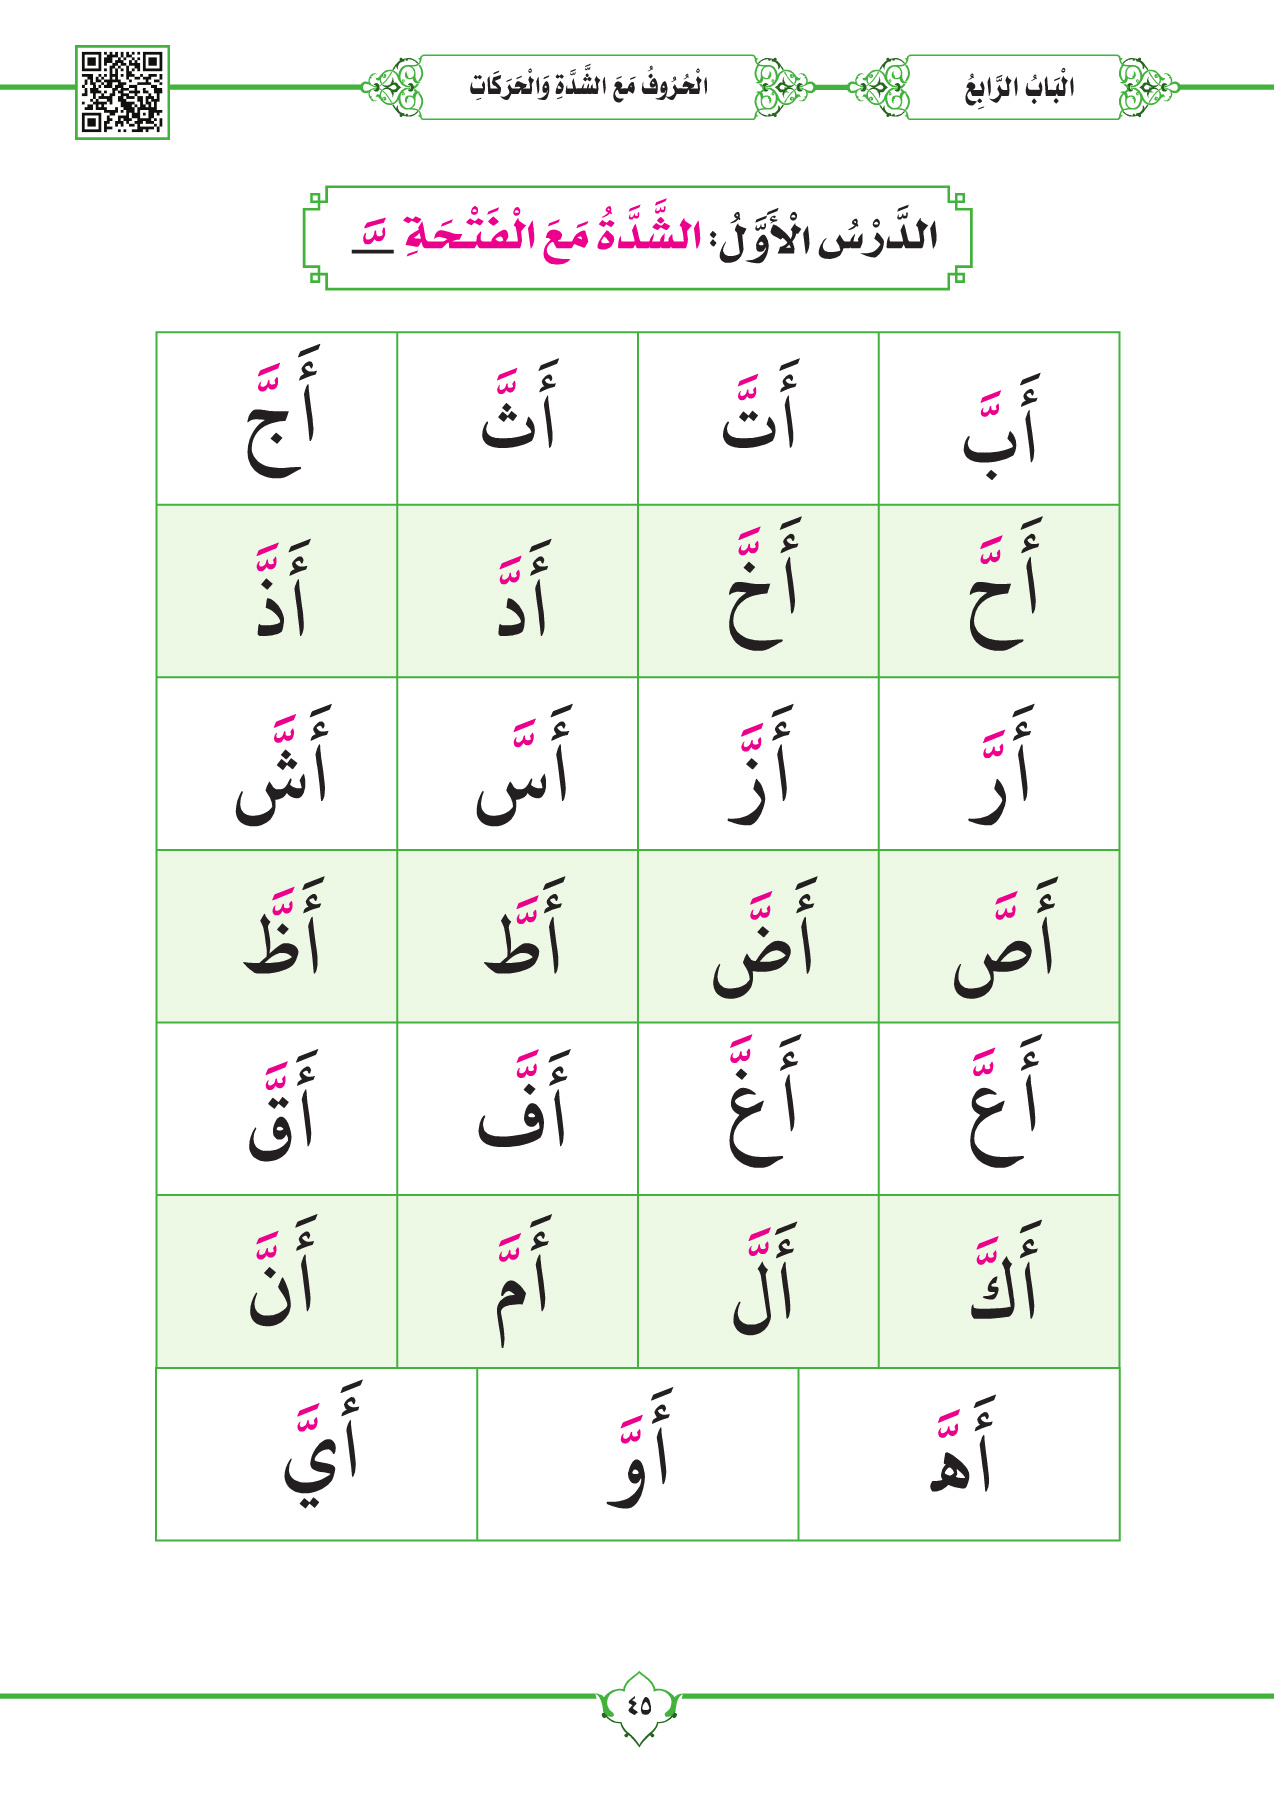 الْبَابُ الرَّابِعُ
الْحُرُوفُ مَعَ الشَّدَّةِ وَالْحَرَكَاتِ
الدَّرْسُ الْأَوَّلُ: الشَّدَّةُ مَعَ الْفَتْحَةِ ـَّ
أَبَّ أَتَّ أَثَّ أَجَّ
أَحَّ أَخَّ أَدَّ أَذَّ
أَرَّ أَزَّ أَسَّ أَشَّ
أَصَّ أَضَّ أَطَّ أَظَّ
أَعَّ أَغَّ أَفَّ أَقَّ
أَكَّ أَلَّ أَمَّ أَنَّ
أَهَّ أَوَّ أَيَّ
٤٥